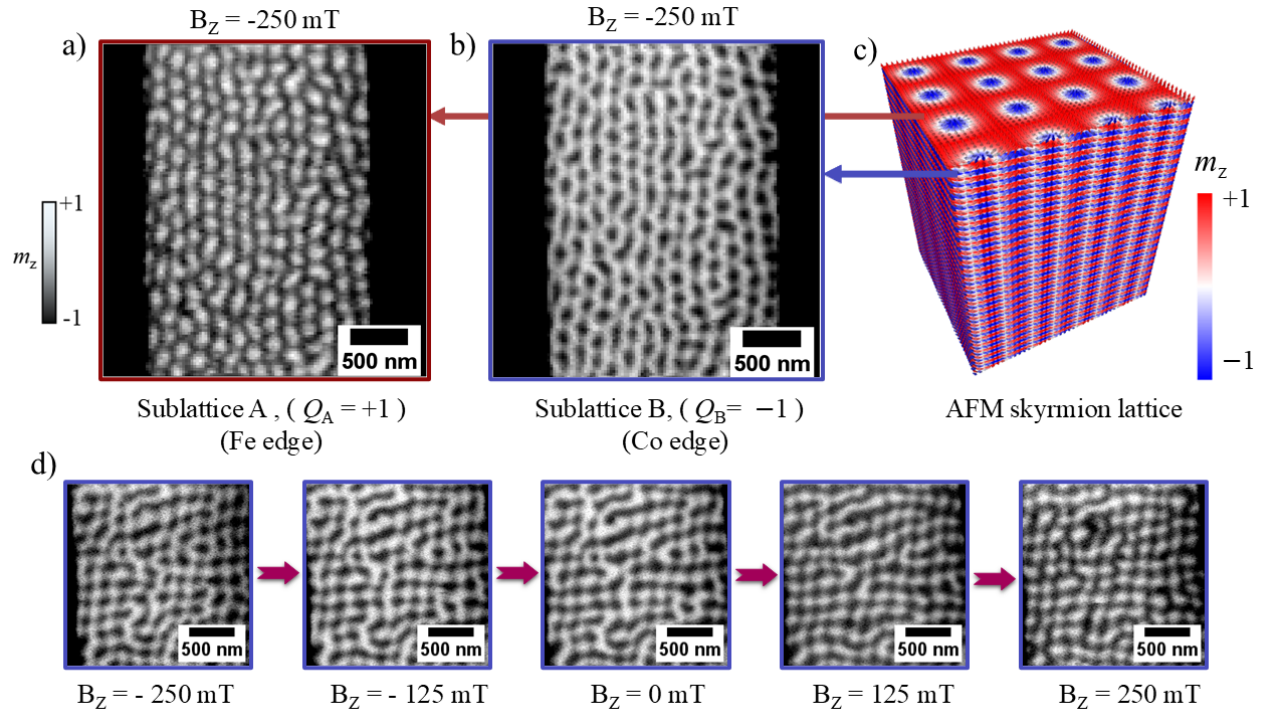 B_Z = -250 mT
B_Z = -250 mT
a)
b)
c)
+1
m_z
-1
500 nm
500 nm
m_z
+1
−1
Sublattice A , ( Q_A = +1 )
(Fe edge)
Sublattice B, ( Q_B = −1 )
(Co edge)
AFM skyrmion lattice
d)
500 nm
500 nm
500 nm
500 nm
500 nm
B_Z = - 250 mT
B_Z = - 125 mT
B_Z = 0 mT
B_Z = 125 mT
B_Z = 250 mT